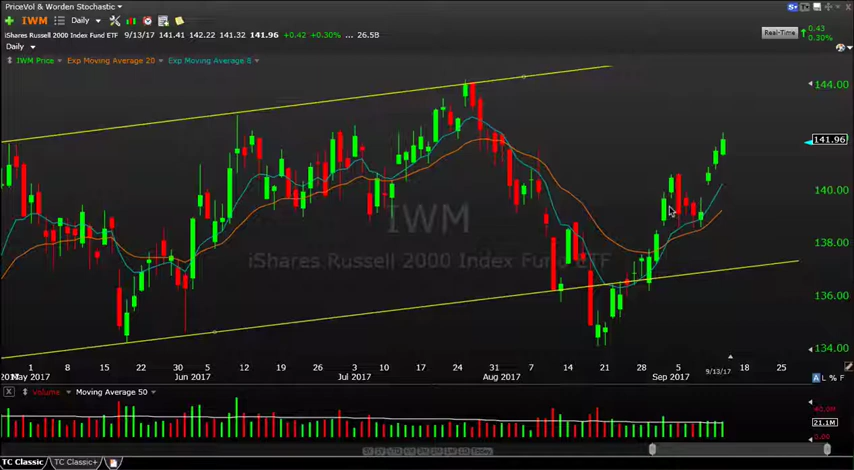 PriceVol & Worden Stochastic
IWM Daily
iShares Russell 2000 Index Fund ETF 9/13/17 141.41 142.22 141.32 141.96 +0.42 +0.30% ... 26.5B
Real-Time 0.43 0.30%
Daily
IWM Price Exp Moving Average 20 Exp Moving Average 8
144.00
141.96
140.00
138.00
136.00
134.00
IWM
iShares Russell 2000 Index Fund ETF
1 8 15 22 Jun 2017 12 19 26 Jul 2017 10 17 24 31 Aug 2017 7 14 21 28 Sep 2017 5 9/13/17 18 25
May 2017
A L % F
X Volume Moving Average 50
40.0M
21.1M
Today
TC Classic TC Classic+